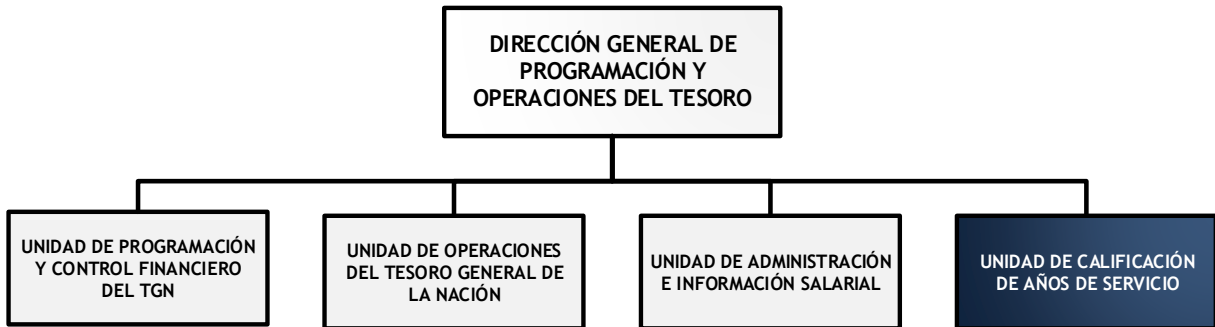 DIRECCIÓN GENERAL DE
PROGRAMACIÓN Y
OPERACIONES DEL TESORO
UNIDAD DE PROGRAMACIÓN
Y CONTROL FINANCIERO
DEL TGN
UNIDAD DE OPERACIONES
DEL TESORO GENERAL DE
LA NACIÓN
UNIDAD DE ADMINISTRACIÓN
E INFORMACIÓN SALARIAL
UNIDAD DE CALIFICACIÓN
DE AÑOS DE SERVICIO